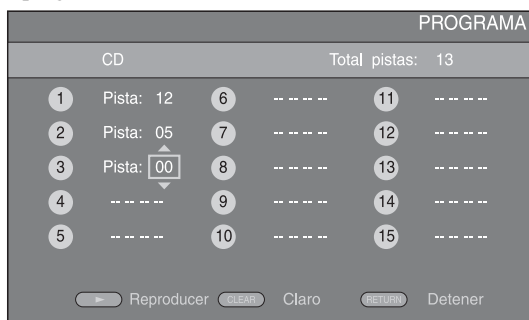 PROGRAMA
CD Total pistas: 13
1 Pista: 12 6 -- -- -- -- 11 -- -- -- --
2 Pista: 05 7 -- -- -- -- 12 -- -- -- --
3 Pista: 00 8 -- -- -- -- 13 -- -- -- --
4 -- -- -- -- 9 -- -- -- -- 14 -- -- -- --
5 -- -- -- -- 10 -- -- -- -- 15 -- -- -- --
Reproducer CLEAR Claro RETURN Detener